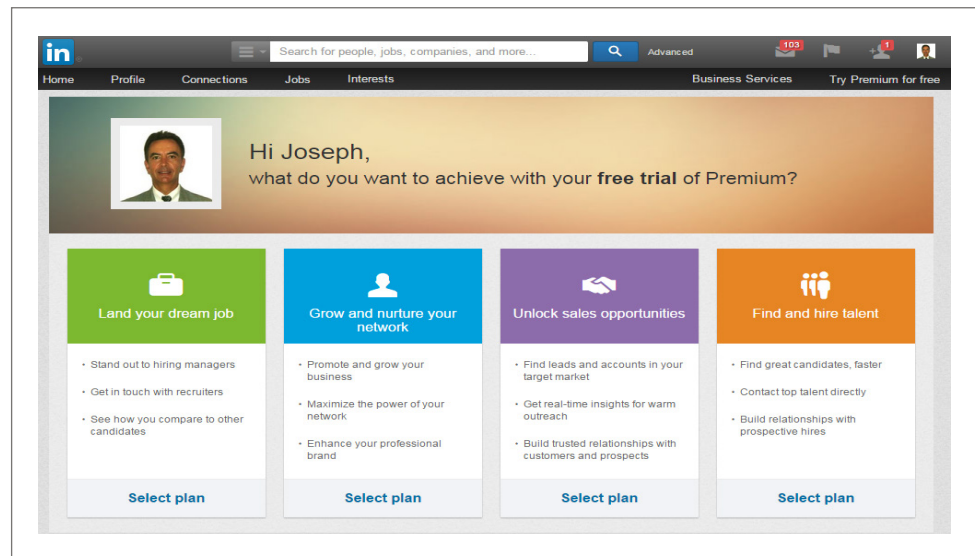 in
Search for people, jobs, companies, and more...
Advanced
103
1
Home Profile Connections Jobs Interests Business Services Try Premium for free
Hi Joseph,
what do you want to achieve with your free trial of Premium?
Land your dream job
• Stand out to hiring managers
• Get in touch with recruiters
• See how you compare to other
candidates
Select plan
Grow and nurture your
network
• Promote and grow your
business
• Maximize the power of your
network
• Enhance your professional
brand
Select plan
Unlock sales opportunities
• Find leads and accounts in your
target market
• Get real-time insights for warm
outreach
• Build trusted relationships with
customers and prospects
Select plan
Find and hire talent
• Find great candidates, faster
• Contact top talent directly
• Build relationships with
prospective hires
Select plan